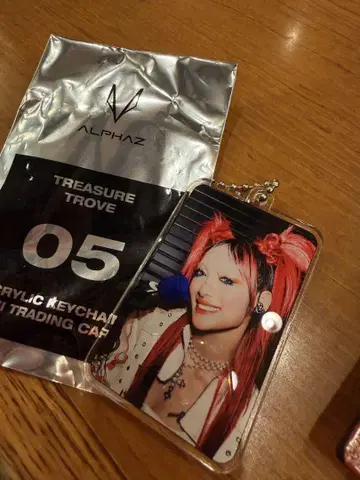 ALPHAZ
TREASURE
TROVE
05
CRYLIC KEYCHAI
TRADING CAR